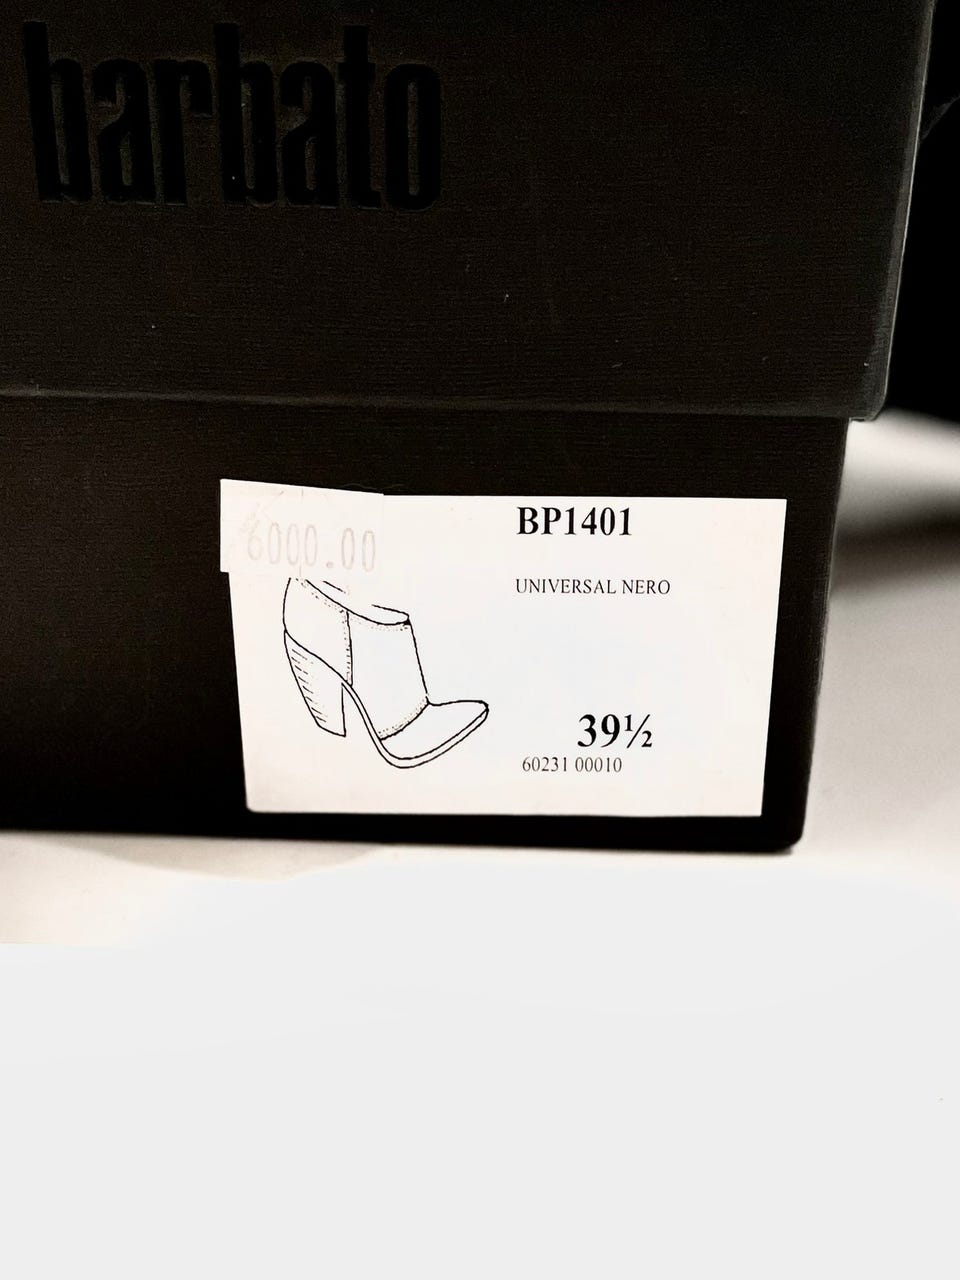 barbato
6000.00
BP1401
UNIVERSAL NERO
39½
60231 00010